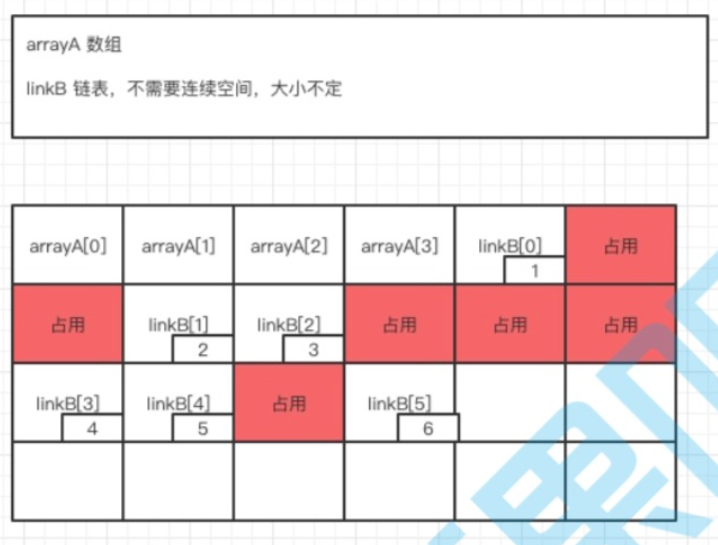 arrayA 数组
linkB 链表，不需要连续空间，大小不定
arrayA[0] arrayA[1] arrayA[2] arrayA[3] linkB[0] 占用
1
占用 linkB[1] linkB[2] 占用 占用 占用
2 3
linkB[3] linkB[4] 占用 linkB[5]
4 5 6